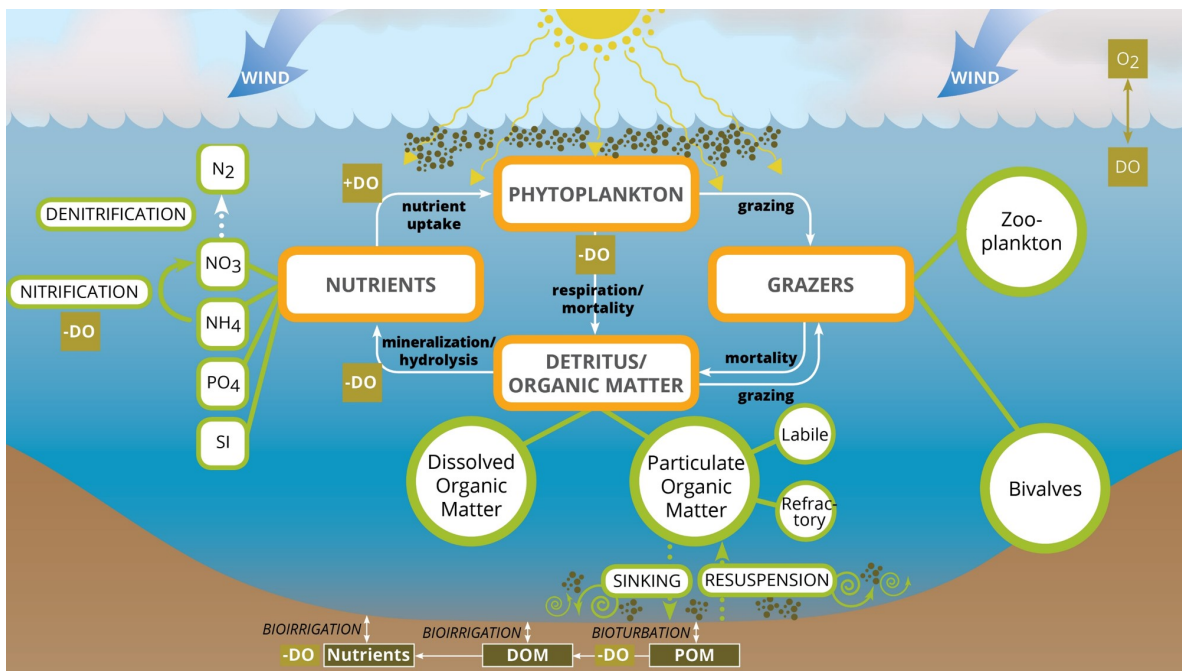 WIND
WIND
O2
DO
N2
DENITRIFICATION
NO3
NITRIFICATION
-DO
NH4
PO4
SI
+DO
nutrient
uptake
PHYTOPLANKTON
grazing
-DO
NUTRIENTS
respiration/
mortality
GRAZERS
Zoo-
plankton
mineralization/
hydrolysis
-DO
DETRITUS/
ORGANIC MATTER
mortality
grazing
Dissolved
Organic
Matter
Particulate
Organic
Matter
Labile
Refrac-
tory
Bivalves
SINKING
RESUSPENSION
BIOIRRIGATION
BIOIRRIGATION
BIOTURBATION
-DO
Nutrients
DOM
-DO
POM